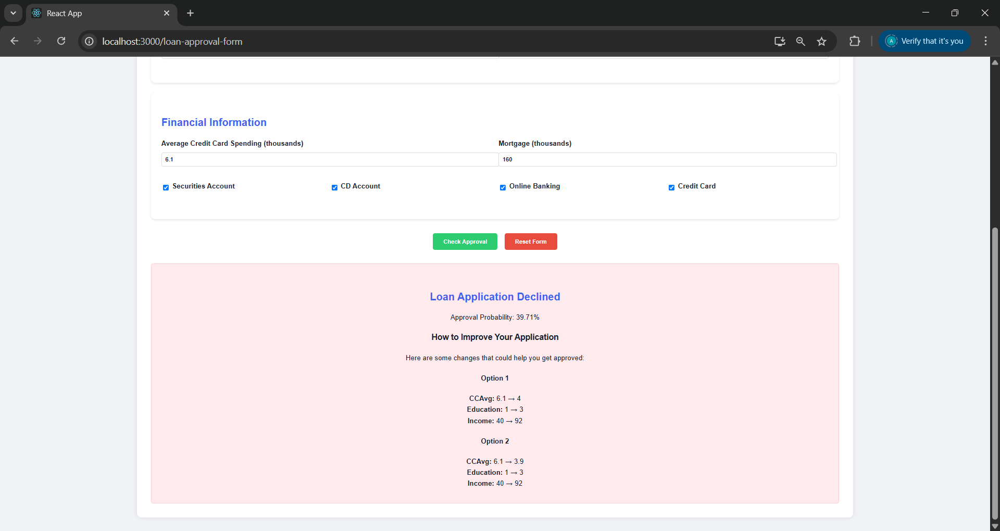 React App
localhost:3000/loan-approval-form
A Verify that it's you
Financial Information
Average Credit Card Spending (thousands) Mortgage (thousands)
6.1 160
Securities Account CD Account Online Banking Credit Card
Check Approval Reset Form
Loan Application Declined
Approval Probability: 39.71%
How to Improve Your Application
Here are some changes that could help you get approved:
Option 1
CCAvg: 6.1 → 4
Education: 1 → 3
Income: 40 → 92
Option 2
CCAvg: 6.1 → 3.9
Education: 1 → 3
Income: 40 → 92